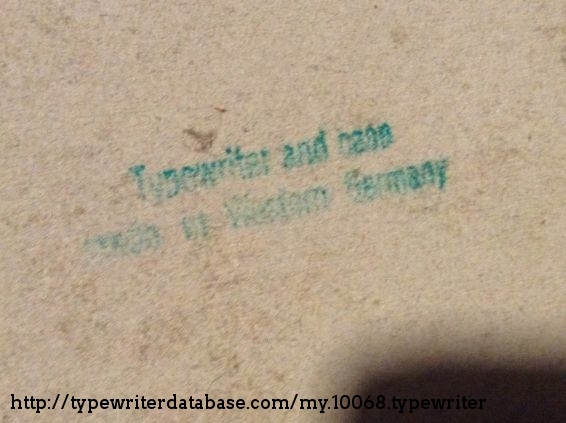 Typewriter and case
made in Western Germany
http://typewriterdatabase.com/my.10068.typewriter